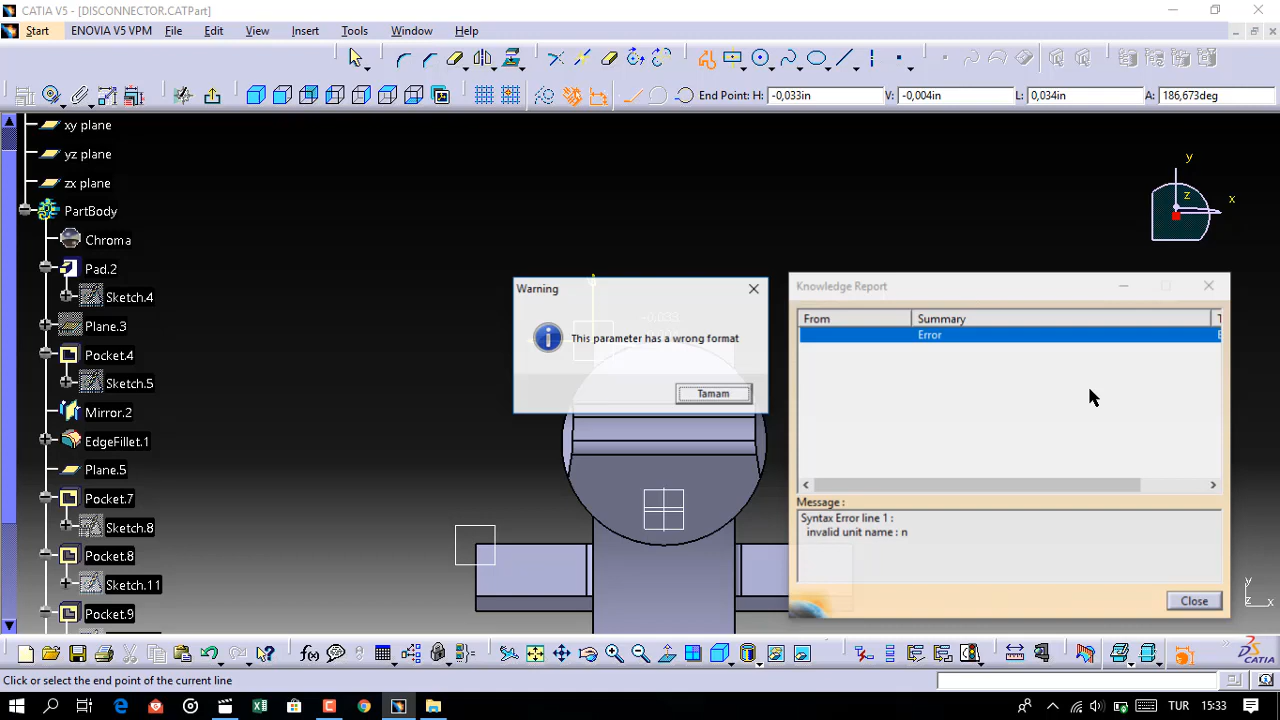 CATIA V5 - [DISCONNECTOR.CATPart]
Start ENOVIA V5 VPM File Edit View Insert Tools Window Help
End Point: H: -0,033in V: -0,004in L: 0,034in A: 186,673deg
xy plane
yz plane
zx plane
PartBody
Chroma
Pad.2
Sketch.4
Plane.3
Pocket.4
Sketch.5
Mirror.2
EdgeFillet.1
Plane.5
Pocket.7
Sketch.8
Pocket.8
Sketch.11
Pocket.9
y
z
x
Warning
This parameter has a wrong format
Tamam
Knowledge Report
From Summary T
Error E
Message :
Syntax Error line 1 :
invalid unit name : n
Close
y
z x
CATIA
Click or select the end point of the current line
TUR 15:33